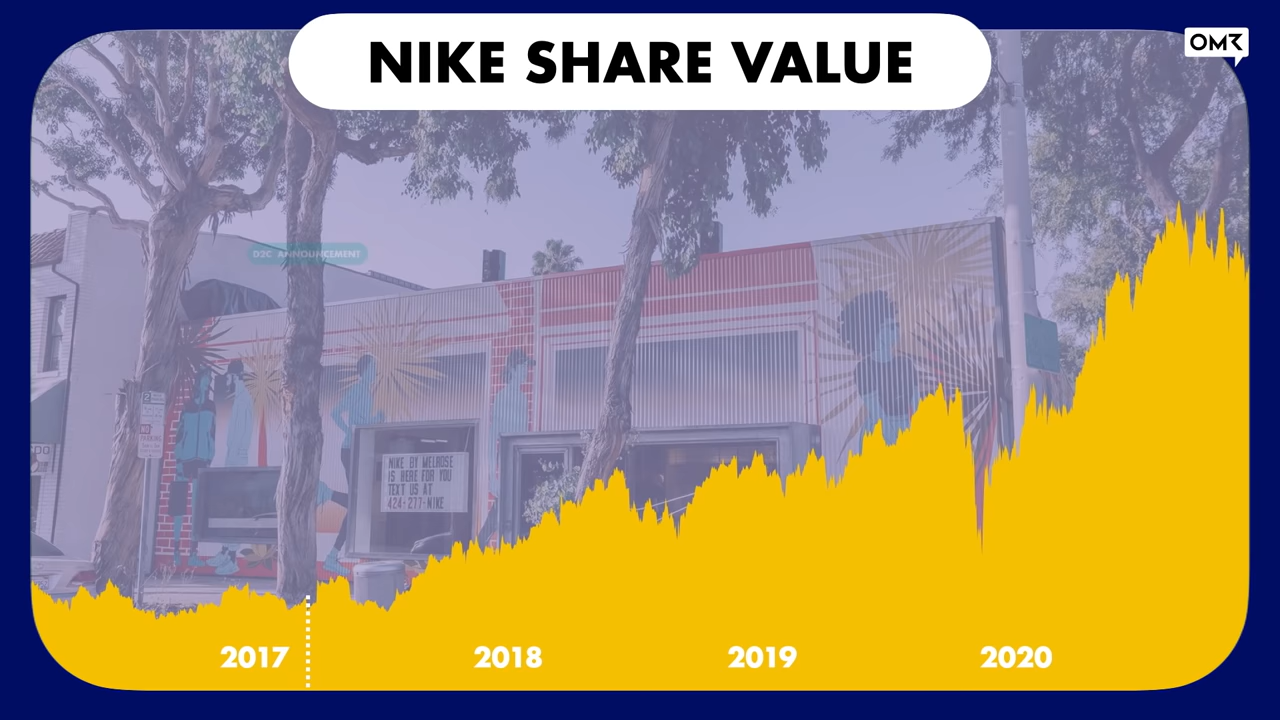 NIKE SHARE VALUE
OMR
D2C ANNOUNCEMENT
NIKE BY MELROSE
IS HERE FOR YOU
TEXT US AT
424-277-NIKE
2017
2018
2019
2020